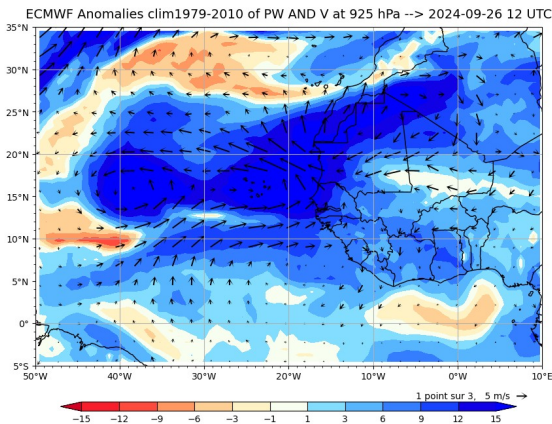 ECMWF Anomalies clim1979-2010 of PW AND V at 925 hPa --> 2024-09-26 12 UTC
35°N
30°N
25°N
20°N
15°N
10°N
5°N
0°
5°S
50°W 40°W 30°W 20°W 10°W 0°W 10°E
1 point sur 3, 5 m/s
−15 −12 −9 −6 −3 −1 1 3 6 9 12 15